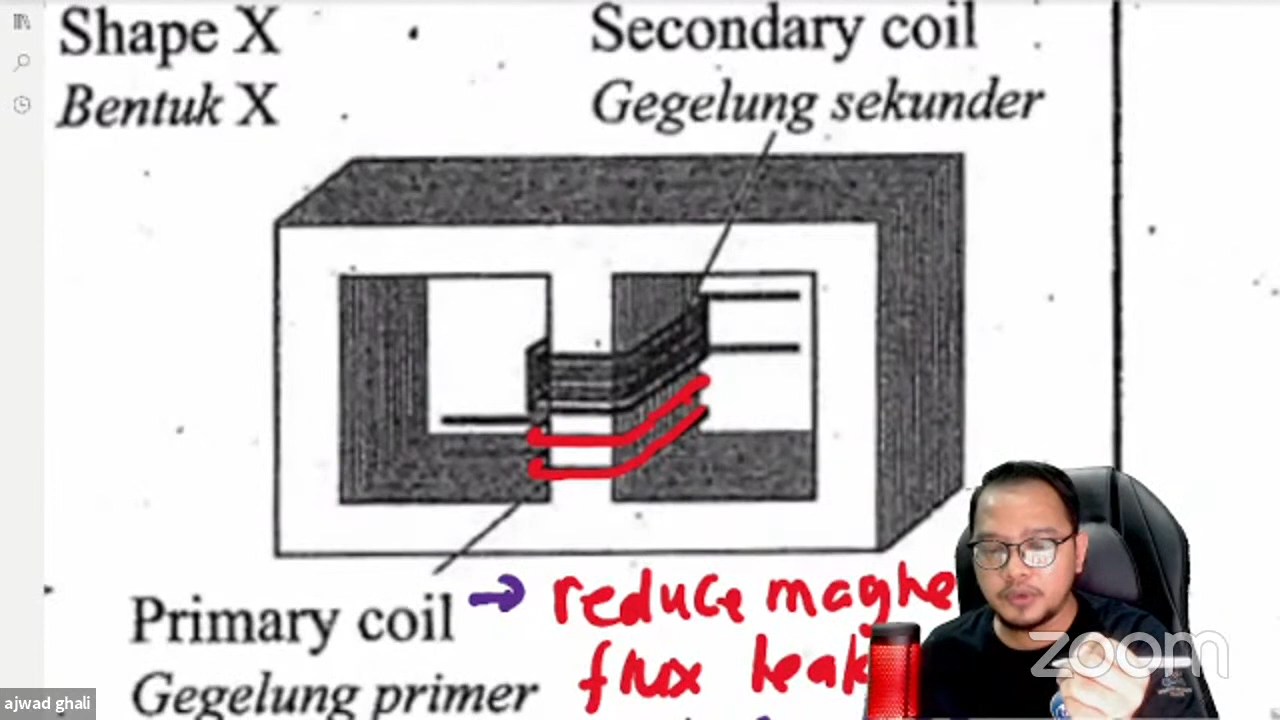 Shape X
Bentuk X
Secondary coil
Gegelung sekunder
Primary coil
Gegelung primer
→ reduce magne
flux leak
zoom
ajwad ghali